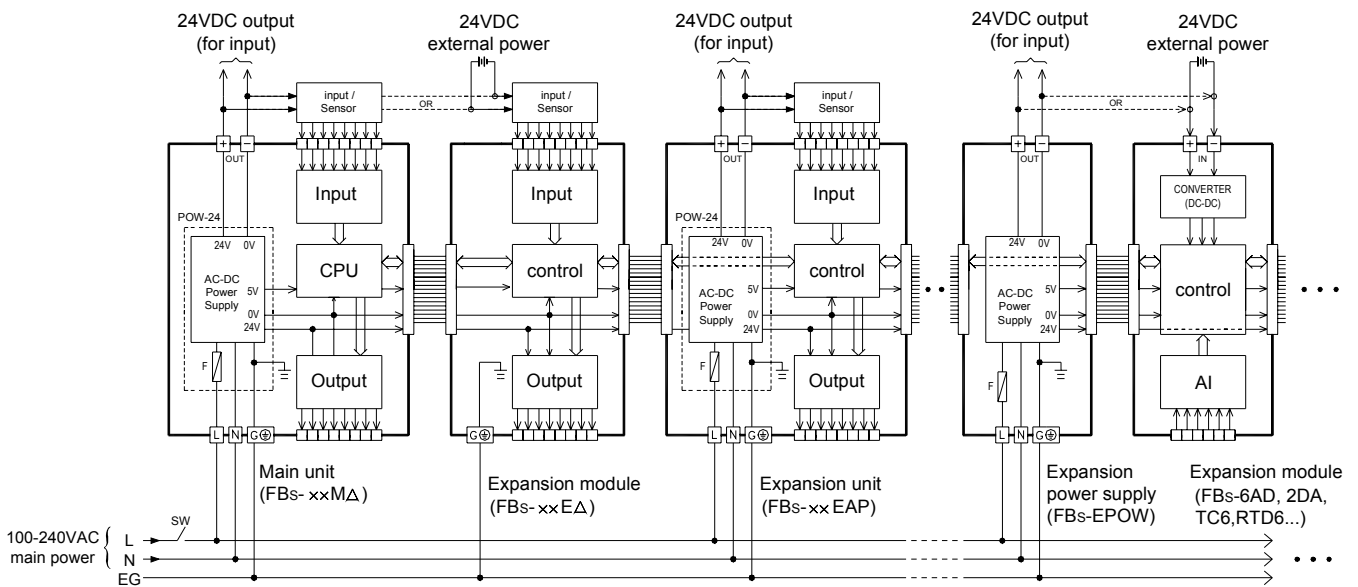 24VDC output
(for input)
24VDC
external power
24VDC output
(for input)
24VDC output
(for input)
24VDC
external power
input /
Sensor
OR
input /
Sensor
input /
Sensor
OR
+ −
OUT
+ −
OUT
+ −
OUT
+ −
IN
Input
Input
Input
CONVERTER
(DC-DC)
POW-24
24V 0V
AC-DC
Power
Supply
5V
0V
24V
F
CPU
Output
control
Output
POW-24
24V 0V
AC-DC
Power
Supply
5V
0V
24V
F
control
Output
24V 0V
AC-DC
Power
Supply
5V
0V
24V
F
control
AI
L N G
G
L N G
L N G
Main unit
(FBs- ××MΔ)
Expansion module
(FBs- ××EΔ)
Expansion unit
(FBs- ×× EAP)
Expansion
power supply
(FBs-EPOW)
Expansion module
(FBs-6AD, 2DA,
TC6,RTD6...)
100-240VAC
main power
L
SW
N
EG